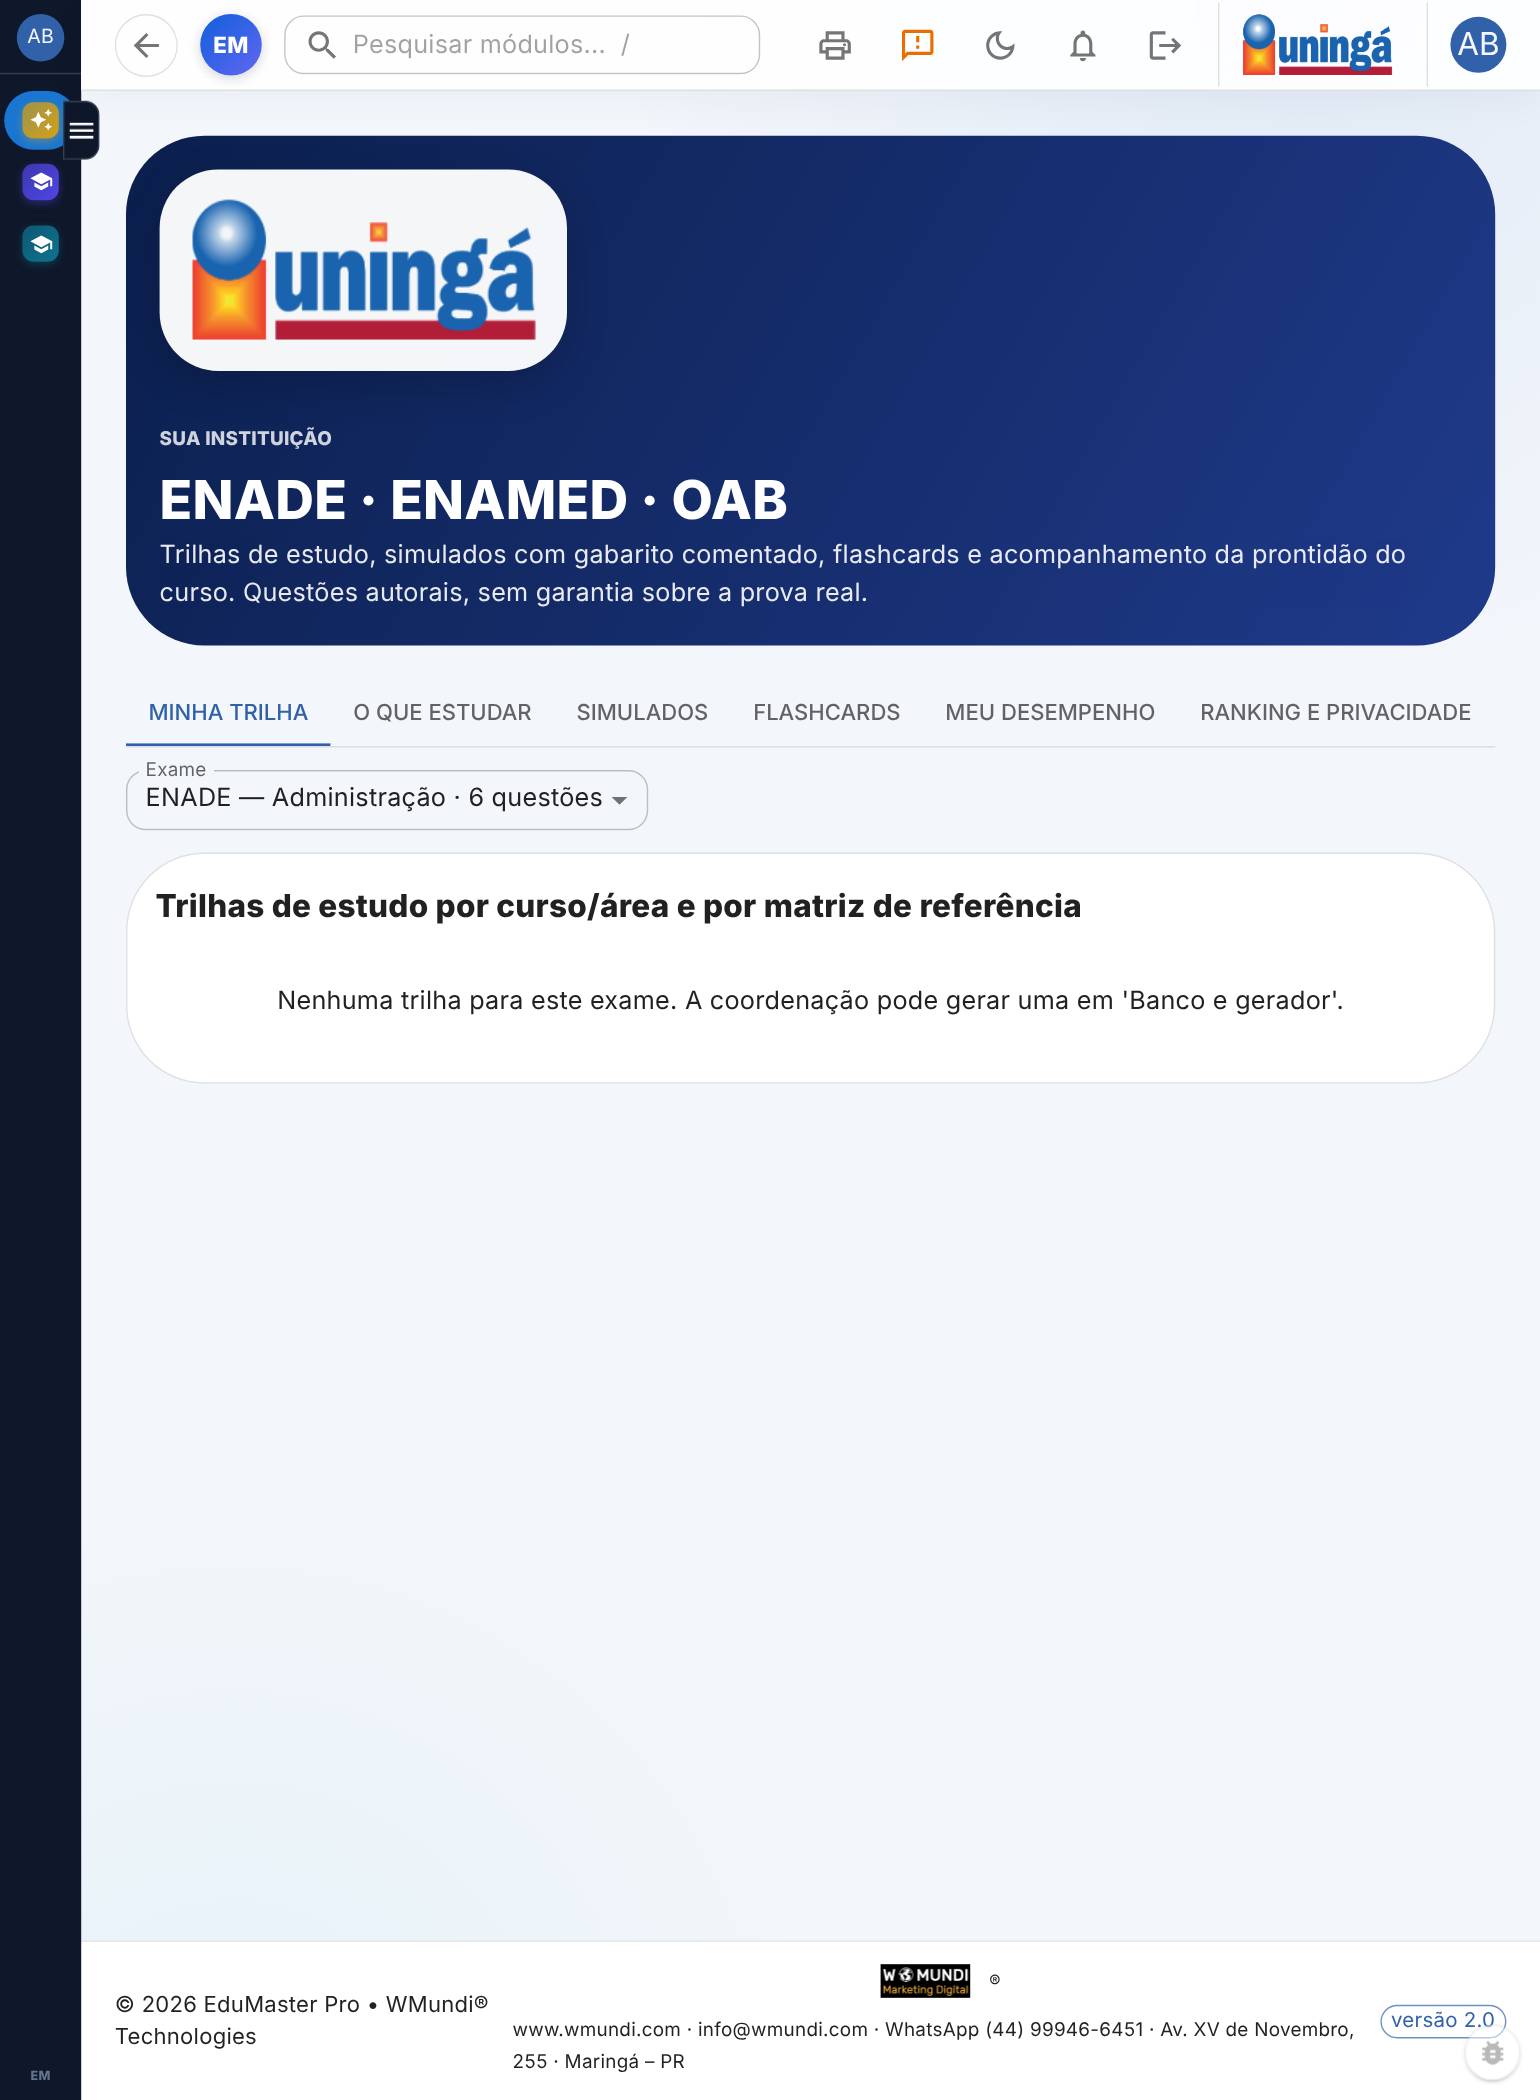 AB
EM
Pesquisar módulos... /
uningá
AB
uningá
SUA INSTITUIÇÃO
ENADE · ENAMED · OAB
Trilhas de estudo, simulados com gabarito comentado, flashcards e acompanhamento da prontidão do
curso. Questões autorais, sem garantia sobre a prova real.
MINHA TRILHA
O QUE ESTUDAR
SIMULADOS
FLASHCARDS
MEU DESEMPENHO
RANKING E PRIVACIDADE
Exame
ENADE — Administração · 6 questões
Trilhas de estudo por curso/área e por matriz de referência
Nenhuma trilha para este exame. A coordenação pode gerar uma em 'Banco e gerador'.
© 2026 EduMaster Pro • WMundi®
Technologies
W MUNDI
Marketing Digital
®
www.wmundi.com · info@wmundi.com · WhatsApp (44) 99946-6451 · Av. XV de Novembro,
255 · Maringá – PR
versão 2.0
EM